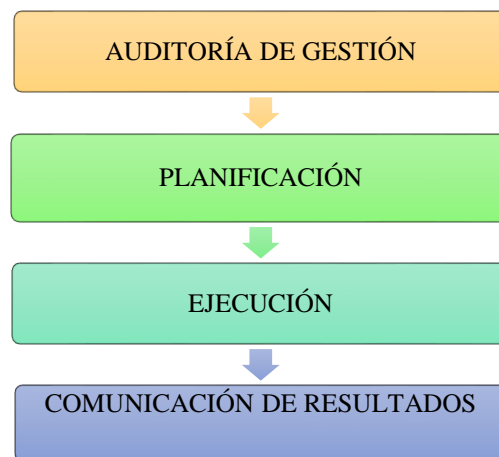 AUDITORÍA DE GESTIÓN
PLANIFICACIÓN
EJECUCIÓN
COMUNICACIÓN DE RESULTADOS